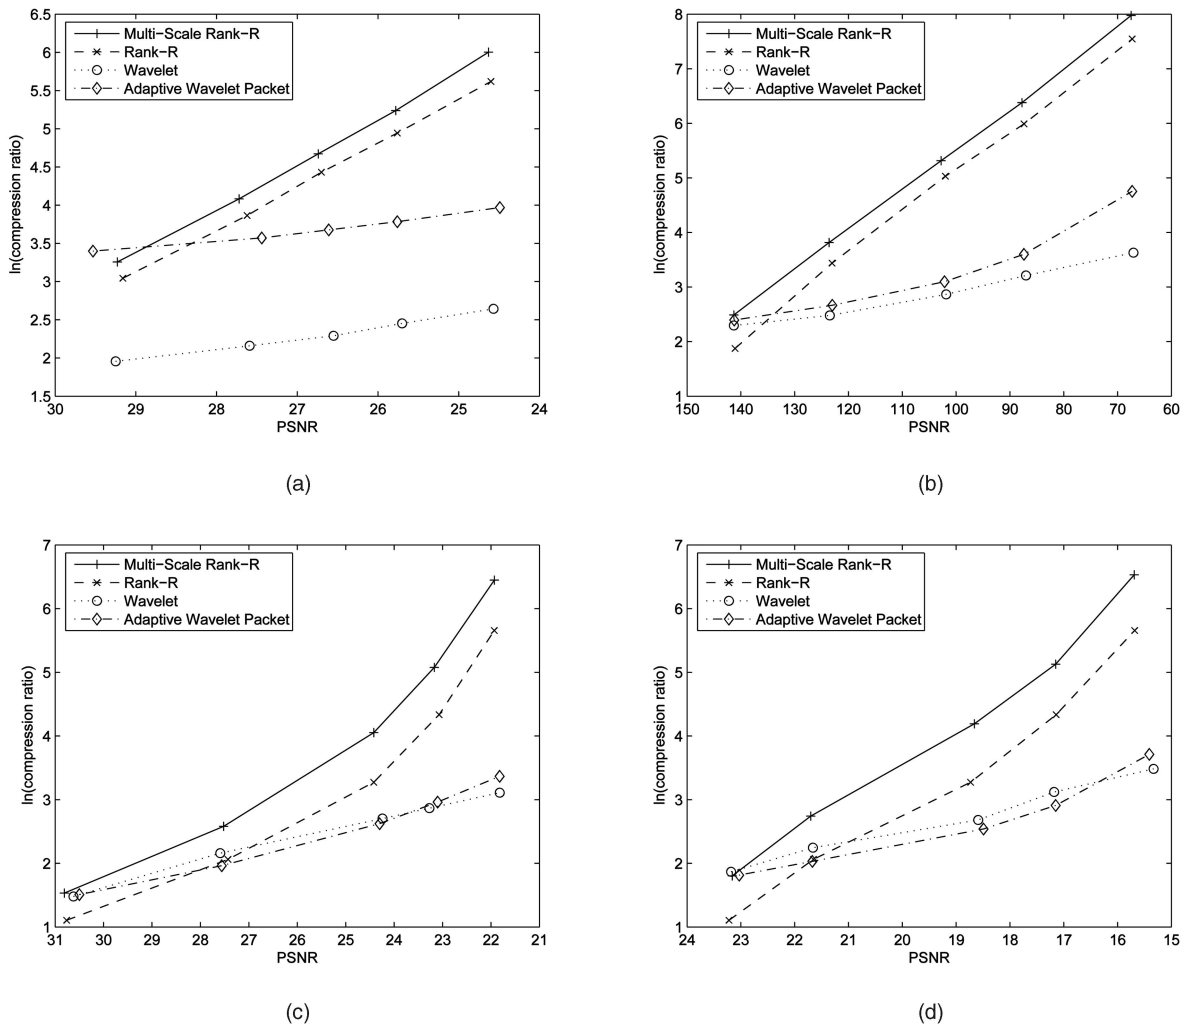 6.5
6
5.5
5
4.5
4
3.5
3
2.5
2
1.5
ln(compression ratio)
Multi−Scale Rank−R
Rank−R
Wavelet
Adaptive Wavelet Packet
30 29 28 27 26 25 24
PSNR
(a)
8
7
6
5
4
3
2
1
ln(compression ratio)
Multi−Scale Rank−R
Rank−R
Wavelet
Adaptive Wavelet Packet
150 140 130 120 110 100 90 80 70 60
PSNR
(b)
7
6
5
4
3
2
1
ln(compression ratio)
Multi−Scale Rank−R
Rank−R
Wavelet
Adaptive Wavelet Packet
31 30 29 28 27 26 25 24 23 22 21
PSNR
(c)
7
6
5
4
3
2
1
ln(compression ratio)
Multi−Scale Rank−R
Rank−R
Wavelet
Adaptive Wavelet Packet
24 23 22 21 20 19 18 17 16 15
PSNR
(d)